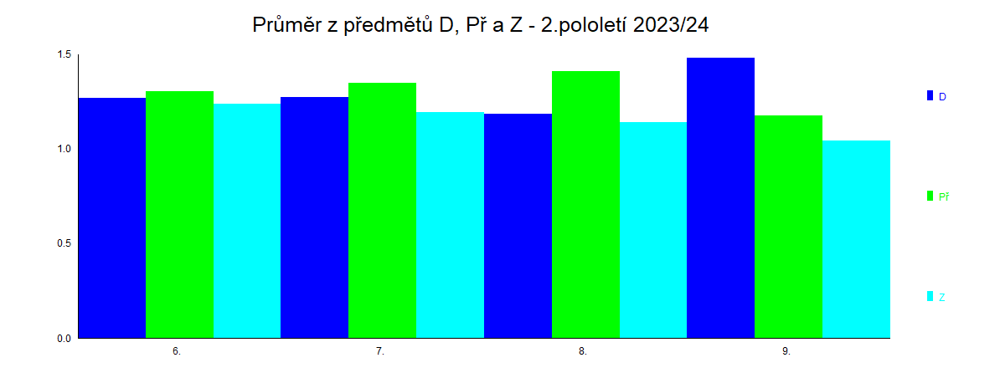 Průměr z předmětů D, Př a Z - 2.pololetí 2023/24
1.5
1.0
0.5
0.0
6.
7.
8.
9.
D
Př
Z